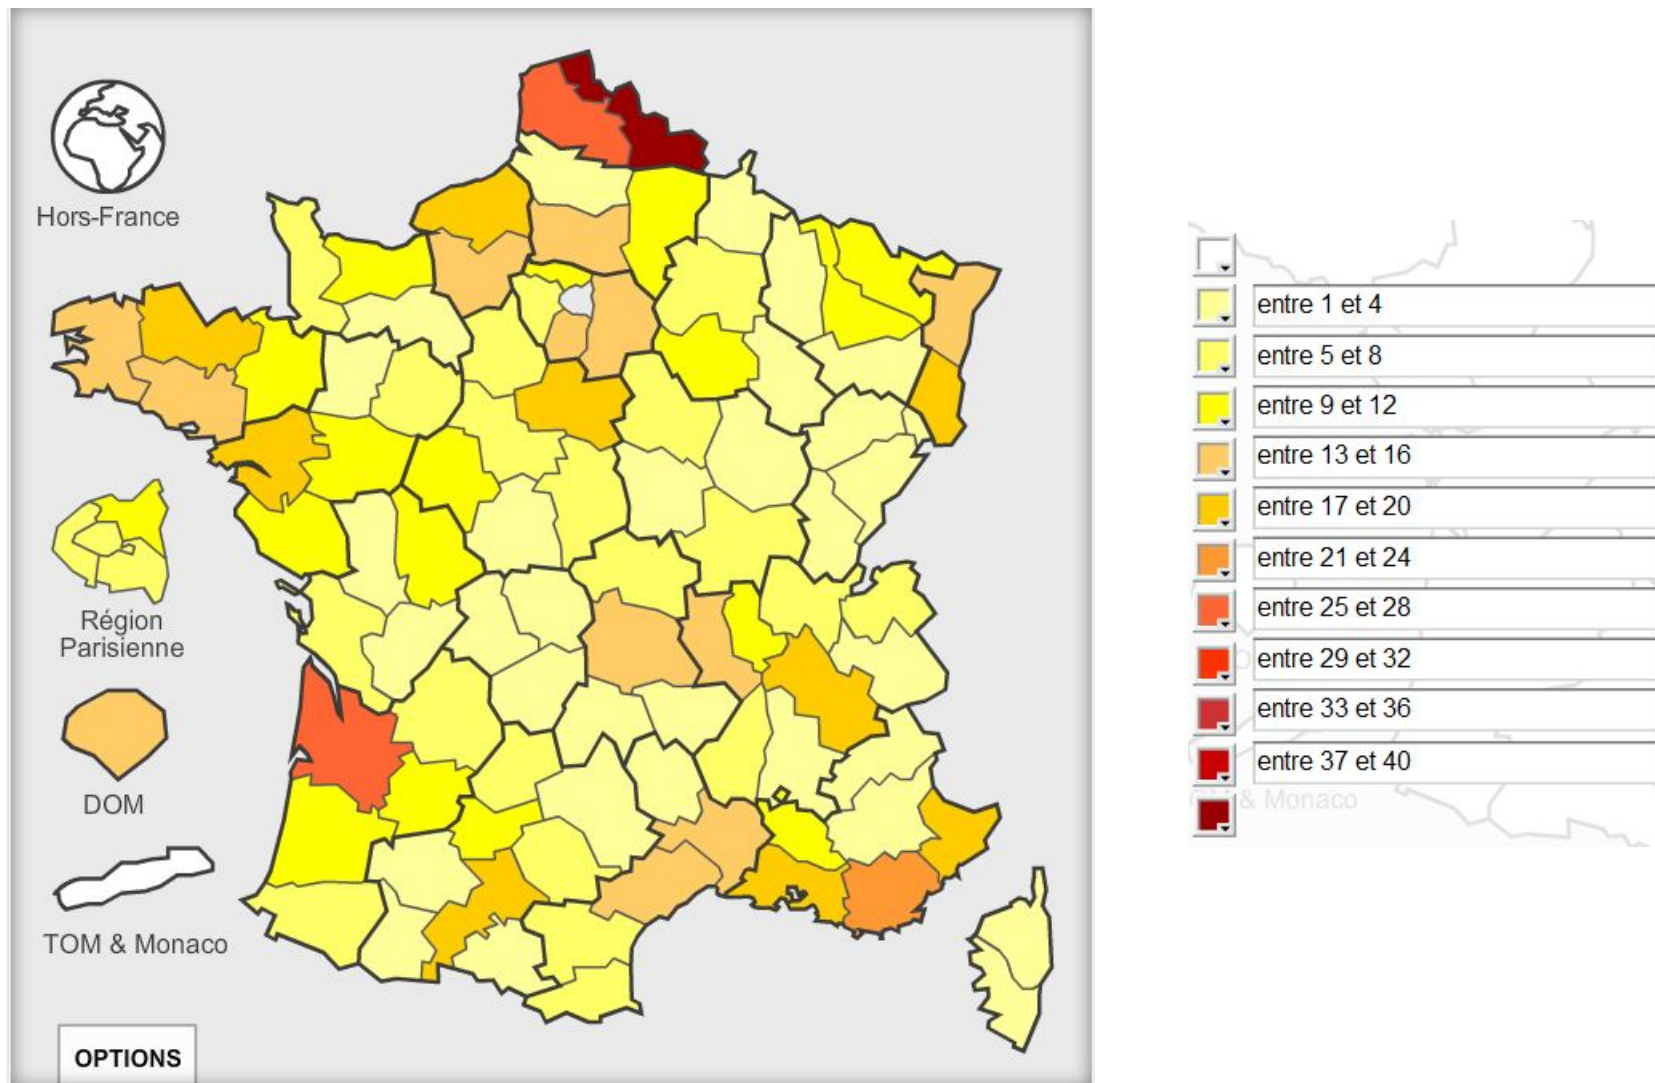 Hors-France
Région
Parisienne
DOM
TOM & Monaco
OPTIONS
entre 1 et 4
entre 5 et 8
entre 9 et 12
entre 13 et 16
entre 17 et 20
entre 21 et 24
entre 25 et 28
entre 29 et 32
entre 33 et 36
entre 37 et 40
& Monaco